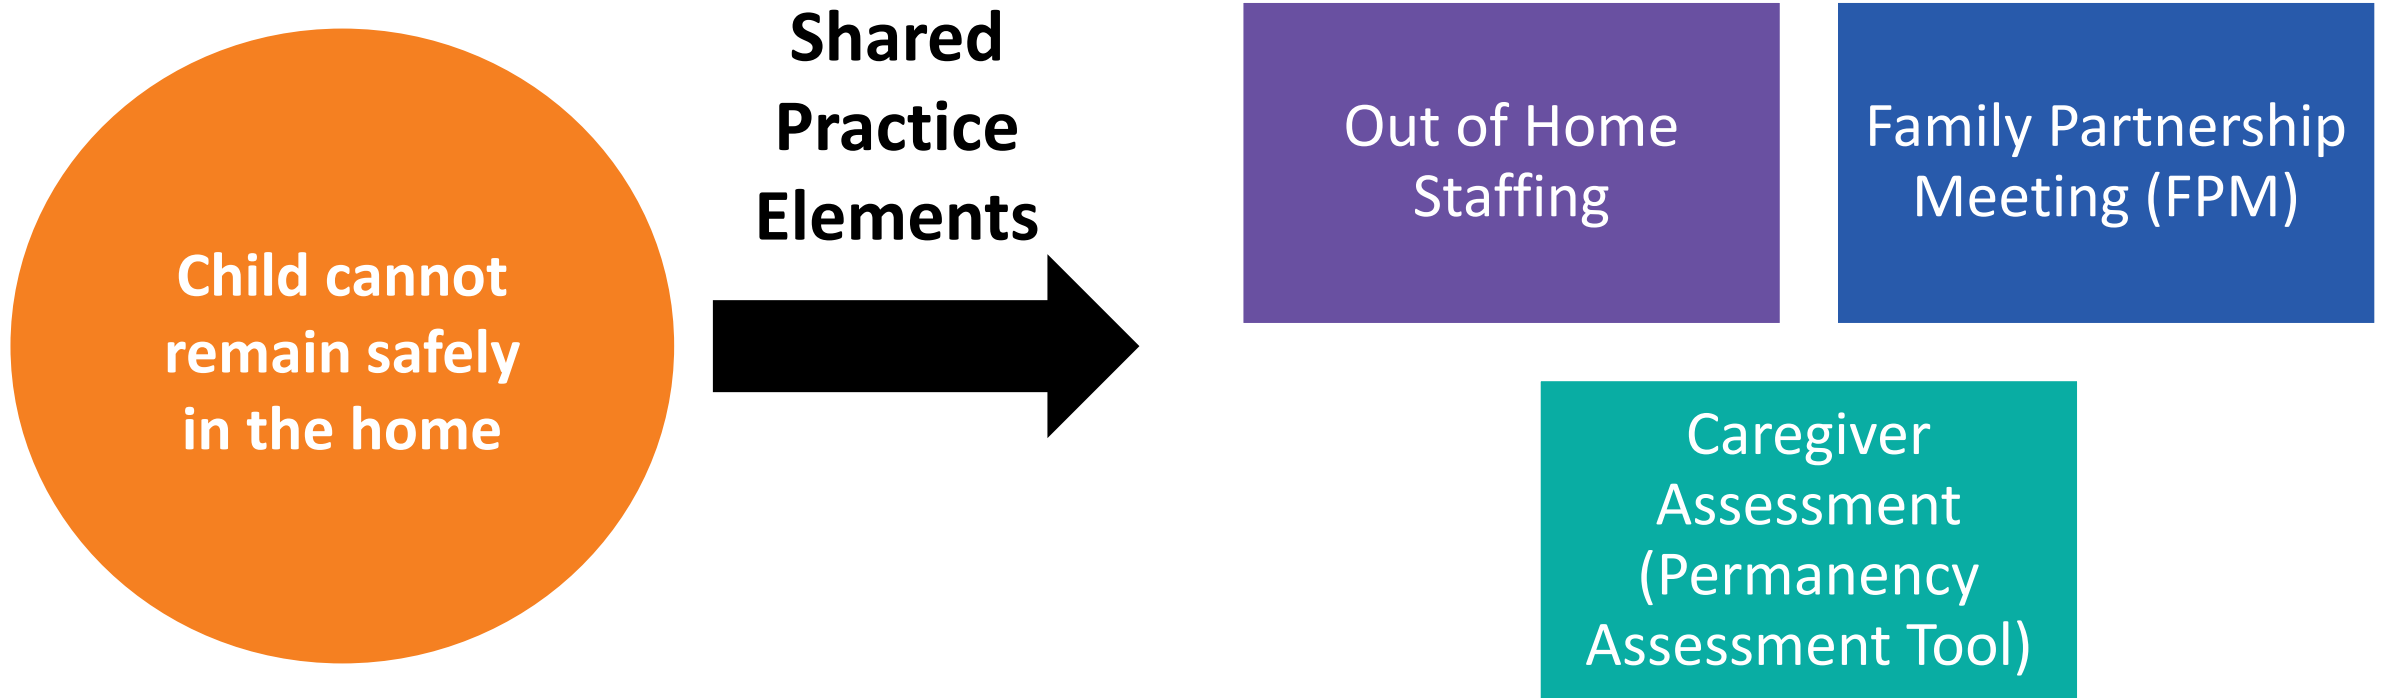 Child cannot
remain safely
in the home
Shared
Practice
Elements
Out of Home
Staffing
Family Partnership
Meeting (FPM)
Caregiver
Assessment
(Permanency
Assessment Tool)